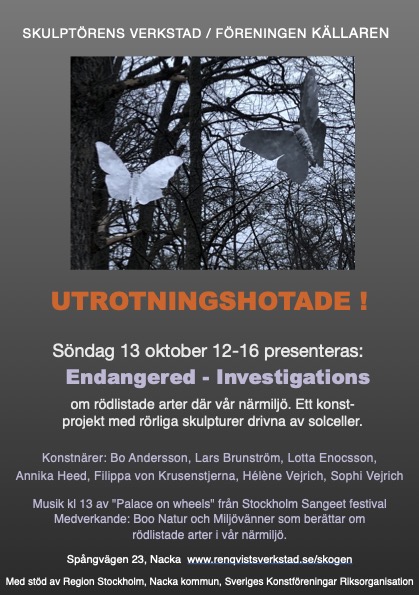 SKULPTÖRENS VERKSTAD / FÖRENINGEN KÄLLAREN
UTROTNINGSHOTADE !
Söndag 13 oktober 12-16 presenteras:
Endangered - Investigations
om rödlistade arter där vår närmiljö. Ett konst-
projekt med rörliga skulpturer drivna av solceller.
Konstnärer: Bo Andersson, Lars Brunström, Lotta Enocsson,
Annika Heed, Filippa von Krusenstjerna, Hélène Vejrich, Sophi Vejrich
Musik kl 13 av "Palace on wheels" från Stockholm Sangeet festival
Medverkande: Boo Natur och Miljövänner som berättar om
rödlistade arter i vår närmiljö.
Spångvägen 23, Nacka www.renqvistsverkstad.se/skogen
Med stöd av Region Stockholm, Nacka kommun, Sveriges Konstföreningar Riksorganisation